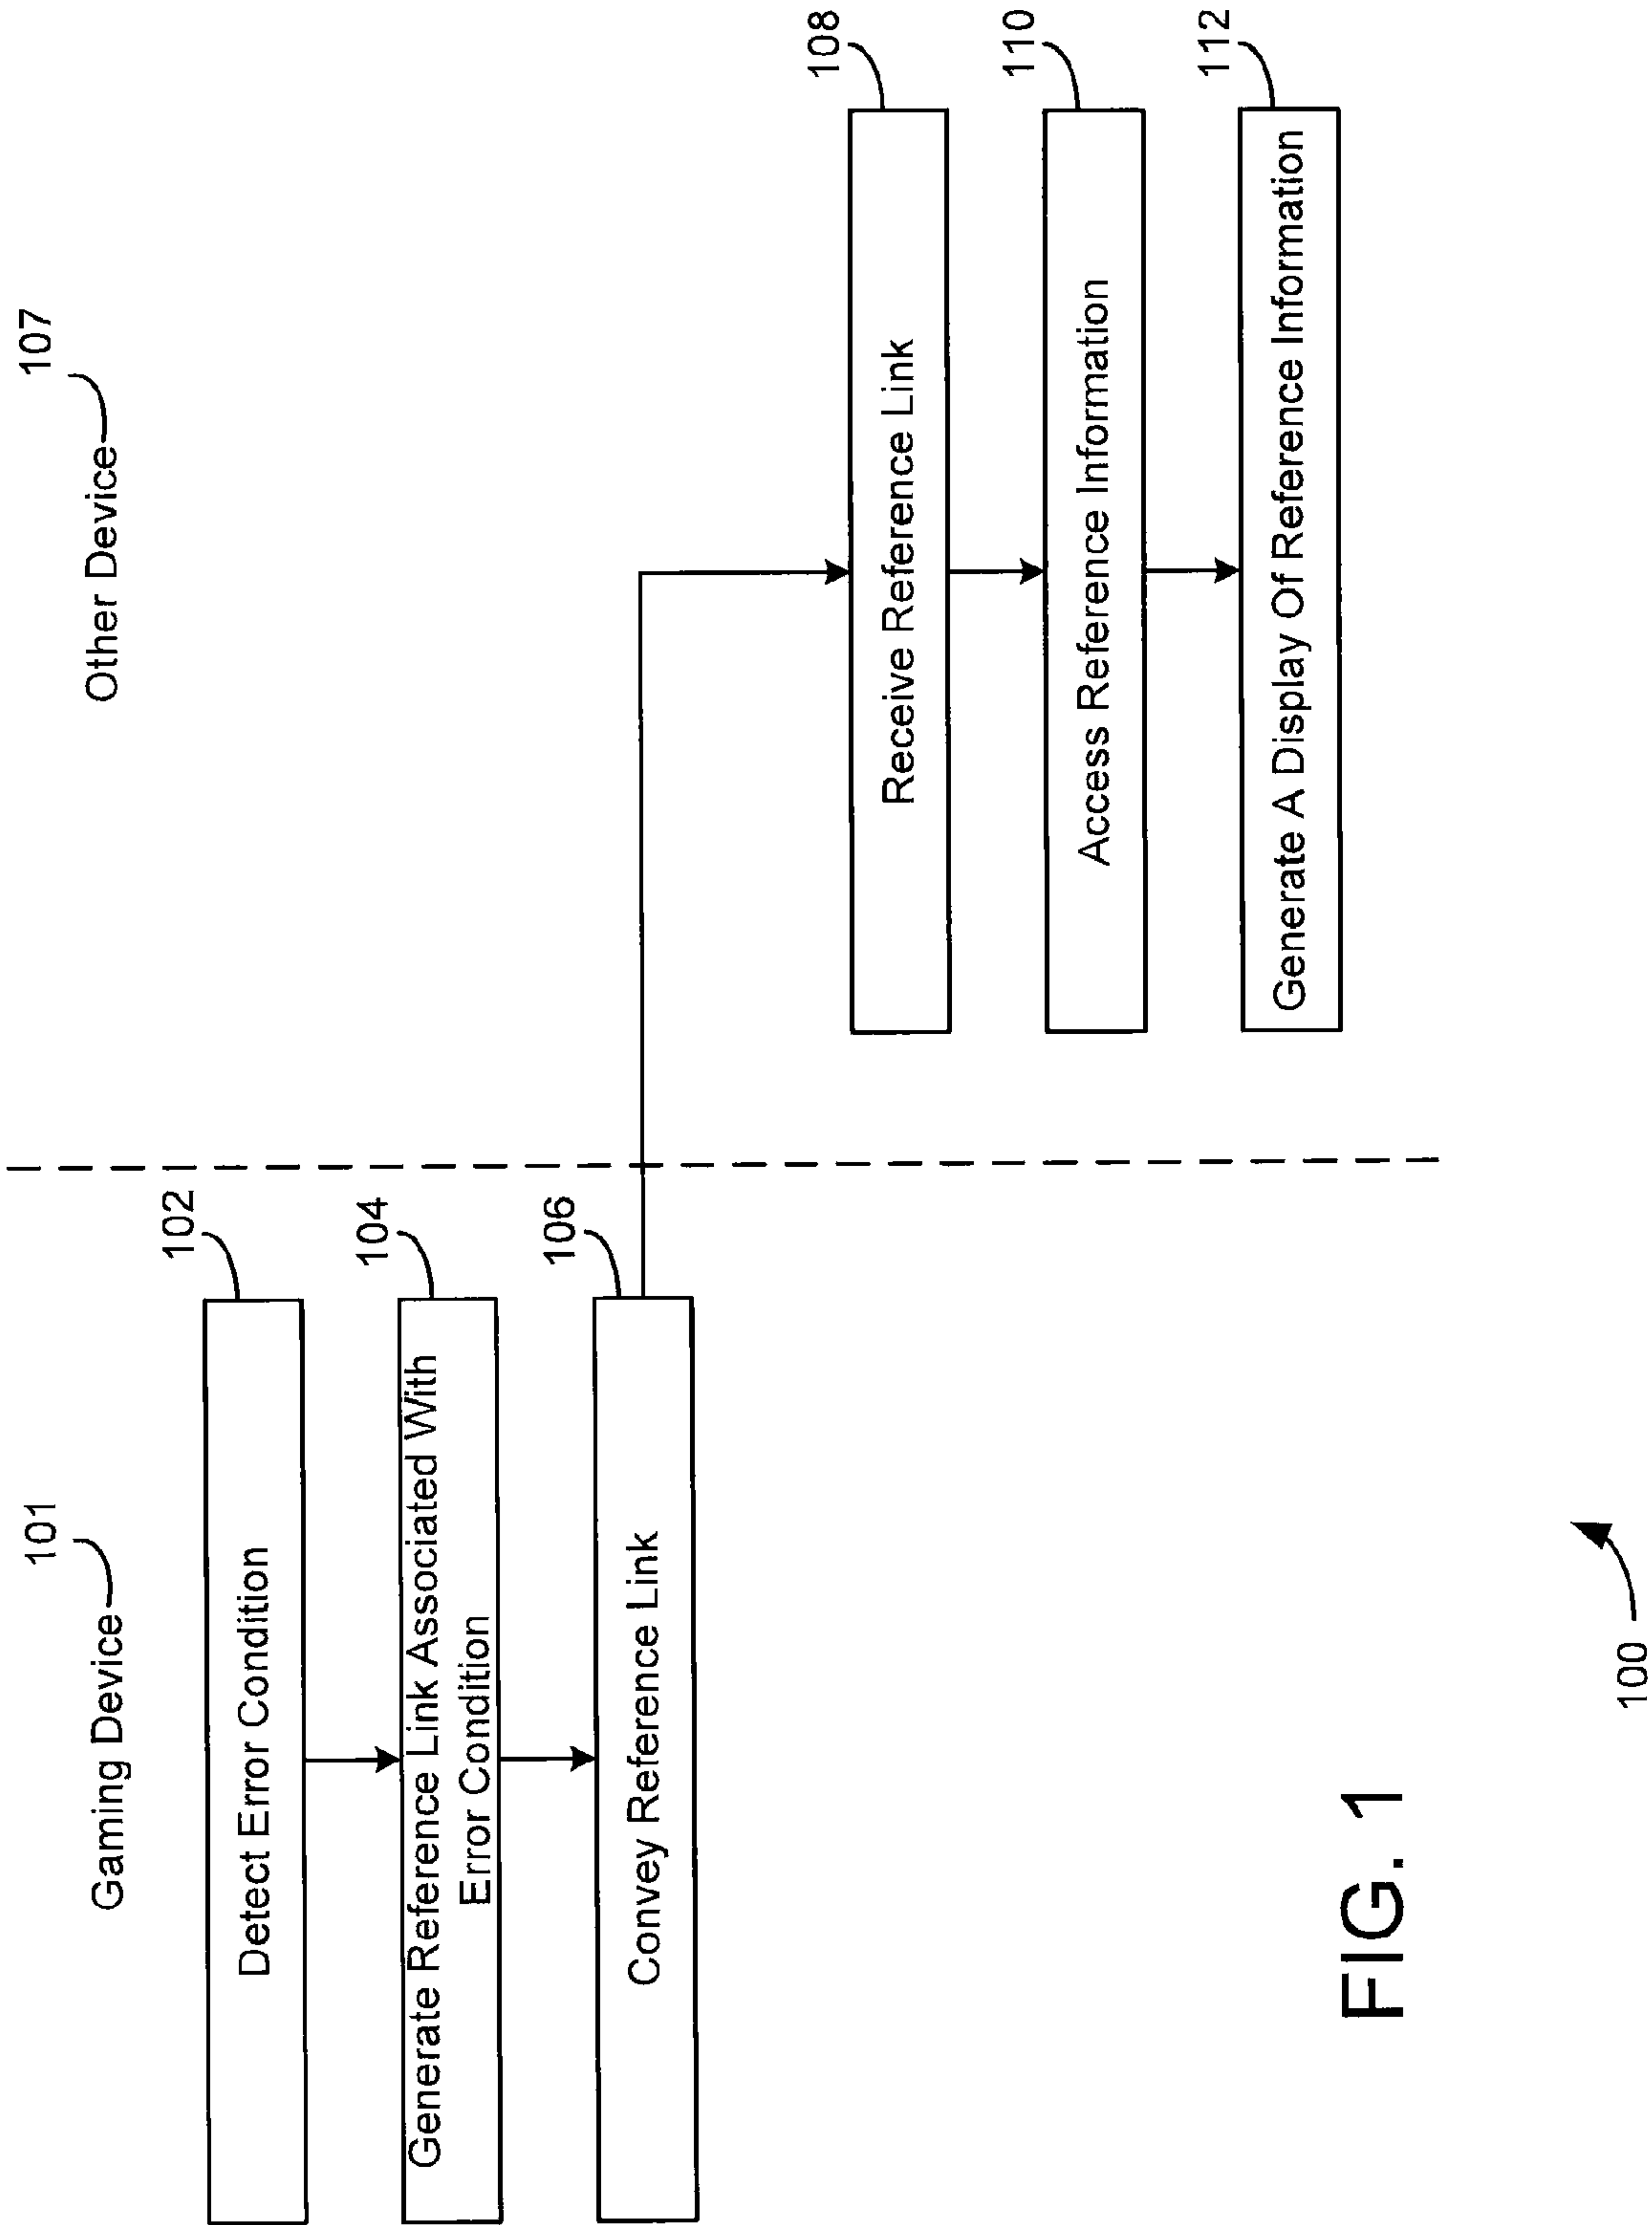 101
Gaming Device
102
Detect Error Condition
104
Generate Reference Link Associated With
Error Condition
106
Convey Reference Link
107
Other Device
108
Receive Reference Link
110
Access Reference Information
112
Generate A Display Of Reference Information
100
FIG. 1